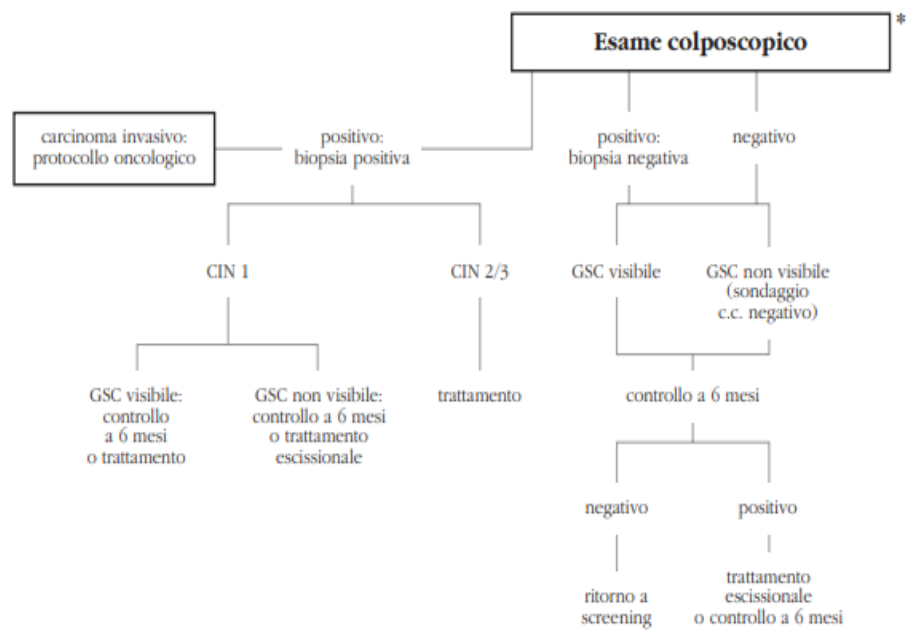 Esame colposcopico
*
carcinoma invasivo:
protocollo oncologico
positivo:
biopsia positiva
positivo:
biopsia negativa
negativo
CIN 1
CIN 2/3
GSC visibile
GSC non visibile
(sondaggio
c.c. negativo)
GSC visibile:
controllo
a 6 mesi
o trattamento
GSC non visibile:
controllo a 6 mesi
o trattamento
escissionale
trattamento
controllo a 6 mesi
negativo
positivo
ritorno a
screening
trattamento
escissionale
o controllo a 6 mesi